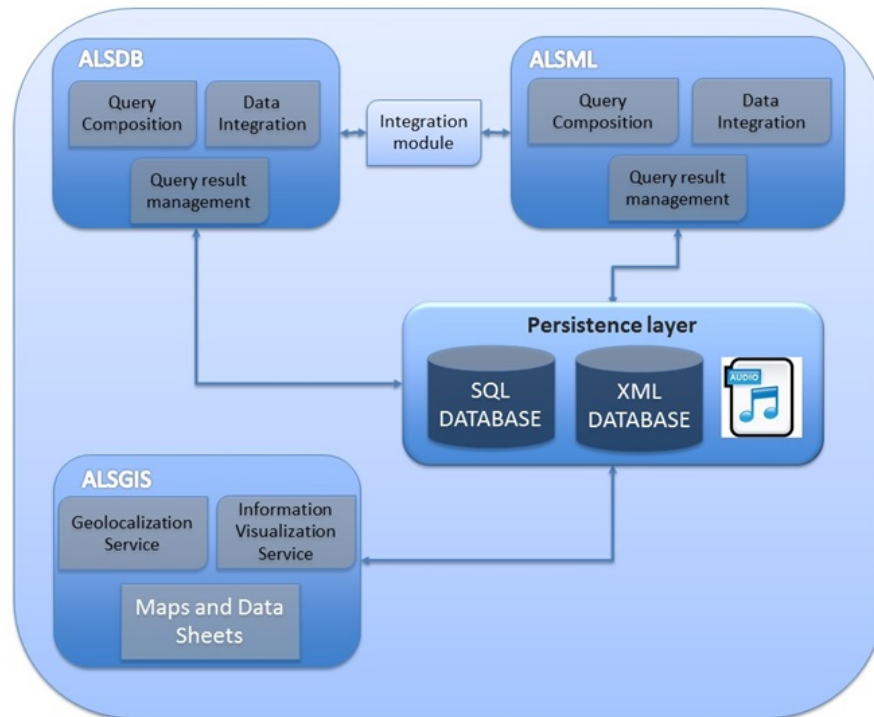 ALSDB
Query
Composition
Data
Integration
Query result
management
Integration
module
ALSML
Query
Composition
Data
Integration
Query result
management
Persistence layer
SQL
DATABASE
XML
DATABASE
AUDIO
ALSGIS
Geolocalization
Service
Information
Visualization
Service
Maps and Data
Sheets